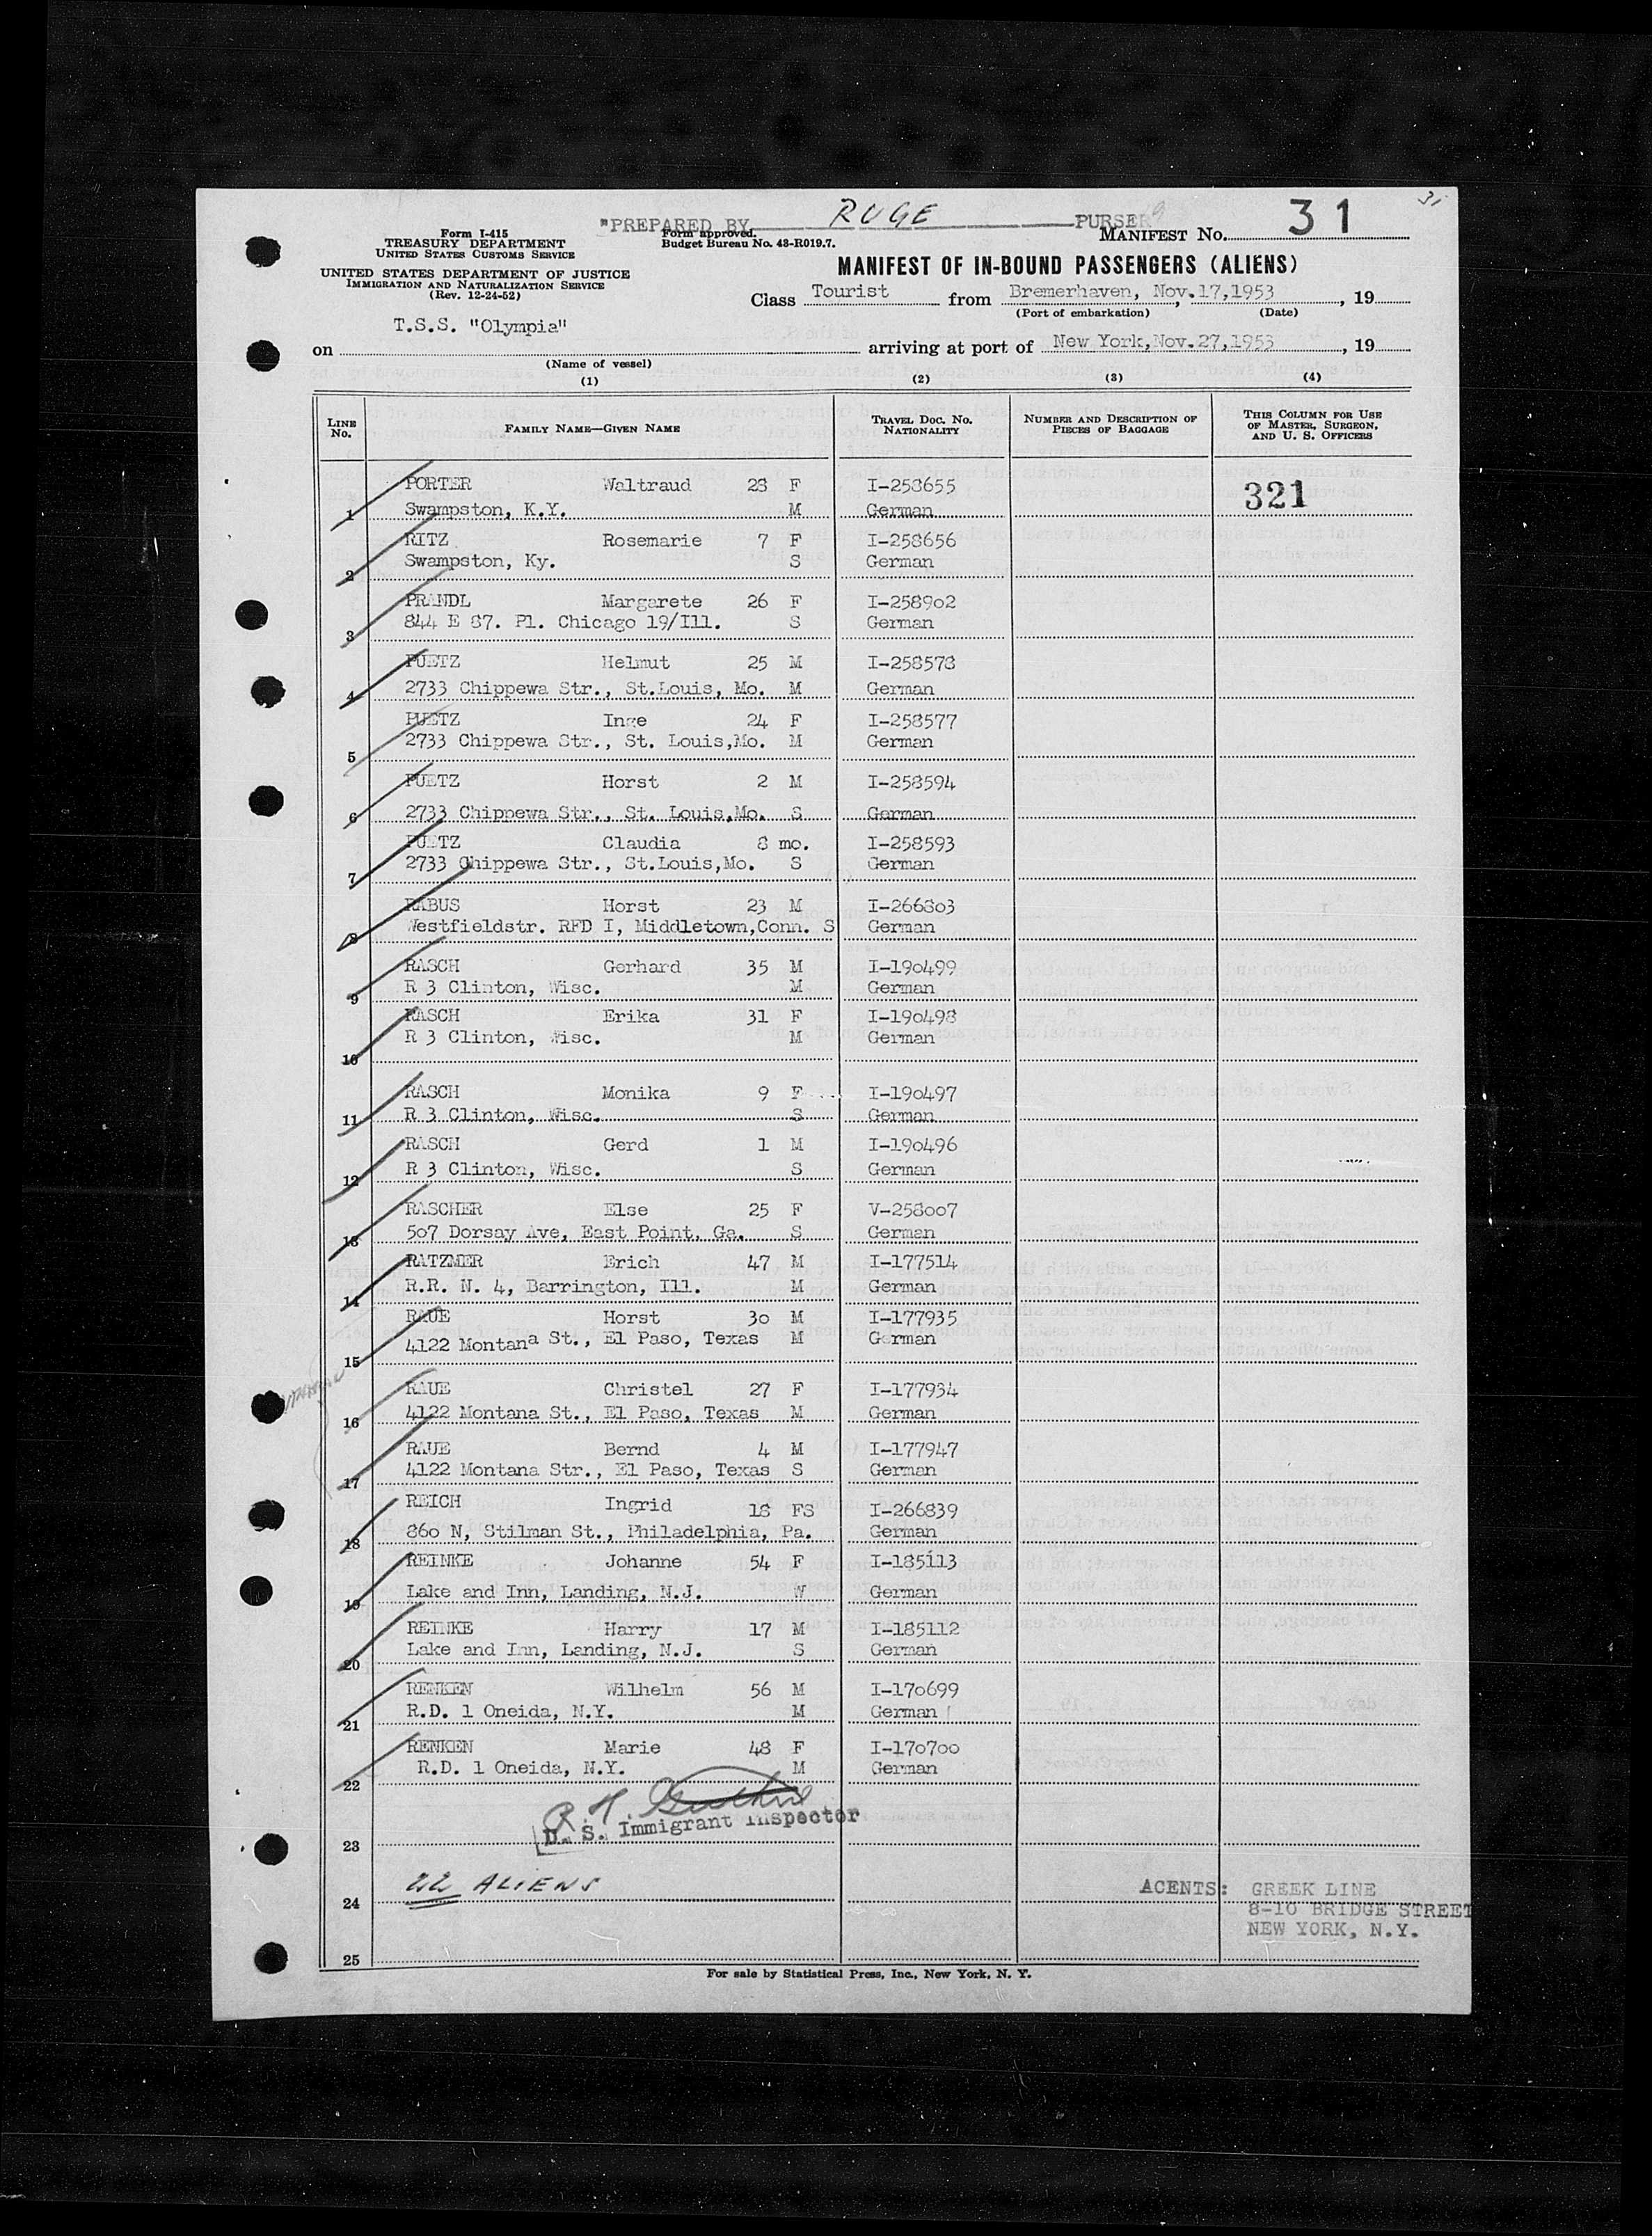 "PREPARED BY RUGE PURSER
Form I-415
TREASURY DEPARTMENT
UNITED STATES CUSTOMS SERVICE
UNITED STATES DEPARTMENT OF JUSTICE
IMMIGRATION AND NATURALIZATION SERVICE
(Rev. 12-24-52)
Form approved.
Budget Bureau No. 43-R019.7.
MANIFEST No. 31
MANIFEST OF IN-BOUND PASSENGERS (ALIENS)
Class Tourist from Bremerhaven, Nov.17,1953, 19
(Port of embarkation) (Date)
T.S.S. "Olympia"
on arriving at port of New York, Nov.27,1953, 19
(Name of vessel)
(1) (2) (3) (4)
LINE No. FAMILY NAME—GIVEN NAME TRAVEL DOC. No. NATIONALITY NUMBER AND DESCRIPTION OF PIECES OF BAGGAGE THIS COLUMN FOR USE OF MASTER, SURGEON, AND U. S. OFFICERS
PORTER Waltraud 28 F I-258655 321
1 Swampston, K.Y. M German
RITZ Rosemarie 7 F I-258656
2 Swampston, Ky. S German
PRANDL Margarete 26 F I-258902
3 844 E 87. Pl. Chicago 19/Ill. S German
PUETZ Helmut 25 M I-258578
4 2733 Chippewa Str., St.Louis, Mo. M German
PUETZ Inge 24 F I-258577
5 2733 Chippewa Str., St. Louis,Mo. M German
PUETZ Horst 2 M I-258594
6 2733 Chippewa Str., St. Louis,Mo. S German
PUETZ Claudia 8 mo. I-258593
7 2733 Chippewa Str., St.Louis,Mo. S German
RABUS Horst 23 M I-266803
8 Westfieldstr. RFD I, Middletown,Conn. S German
RASCH Gerhard 35 M I-190499
9 R 3 Clinton, Wisc. M German
RASCH Erika 31 F I-190498
10 R 3 Clinton, Wisc. M German
RASCH Monika 9 F I-190497
11 R 3 Clinton, Wisc. S German
RASCH Gerd 1 M I-190496
12 R 3 Clinton, Wisc. S German
RASCHER Else 25 F V-258007
13 507 Dorsay Ave, East Point, Ga. S German
RATZMER Erich 47 M I-177514
14 R.R. N. 4, Barrington, Ill. M German
RAUE Horst 30 M I-177935
15 4122 Montana St., El Paso, Texas M German
RAUE Christel 27 F I-177934
16 4122 Montana St., El Paso, Texas M German
RAUE Bernd 4 M I-177947
17 4122 Montana Str., El Paso, Texas S German
REICH Ingrid 18 FS I-266839
18 860 N, Stilman St., Philadelphia, Pa. German
REINKE Johanne 54 F I-185113
19 Lake and Inn, Landing, N.J. W German
REINKE Harry 17 M I-185112
20 Lake and Inn, Landing, N.J. S German
RENKEN Wilhelm 56 M I-170699
21 R.D. 1 Oneida, N.Y. M German
RENKEN Marie 48 F I-170700
22 R.D. 1 Oneida, N.Y. M German
U. S. Immigrant Inspector
23
22 ALIENS
24
ACENTS: GREEK LINE
8-10 BRIDGE STREET
NEW YORK, N.Y.
25
For sale by Statistical Press, Inc., New York, N. Y.